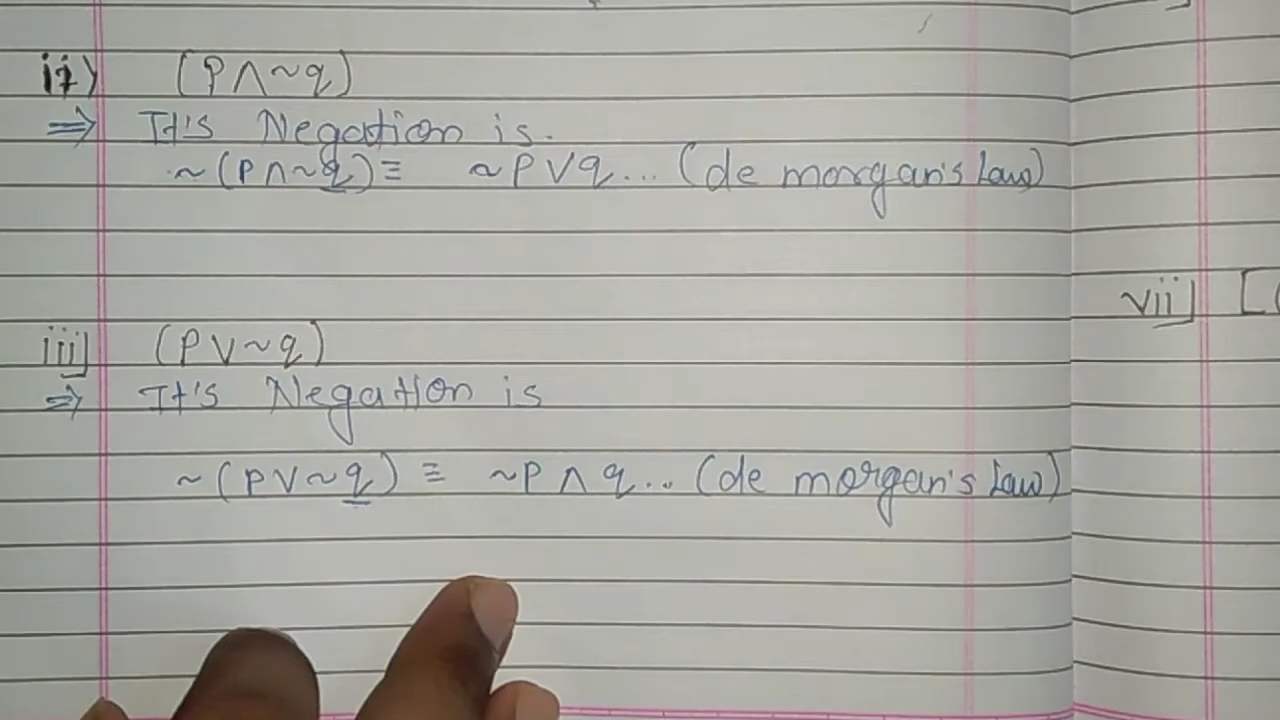 ii) (P∧~q)
⇒ It's Negation is.
~(P∧~q)≡ ~P∨q... (de morgan's Law)
iii] (P∨~q)
⇒ It's Negation is
~(P∨~q) ≡ ~P∧q... (de morgan's Law)
vii] [(